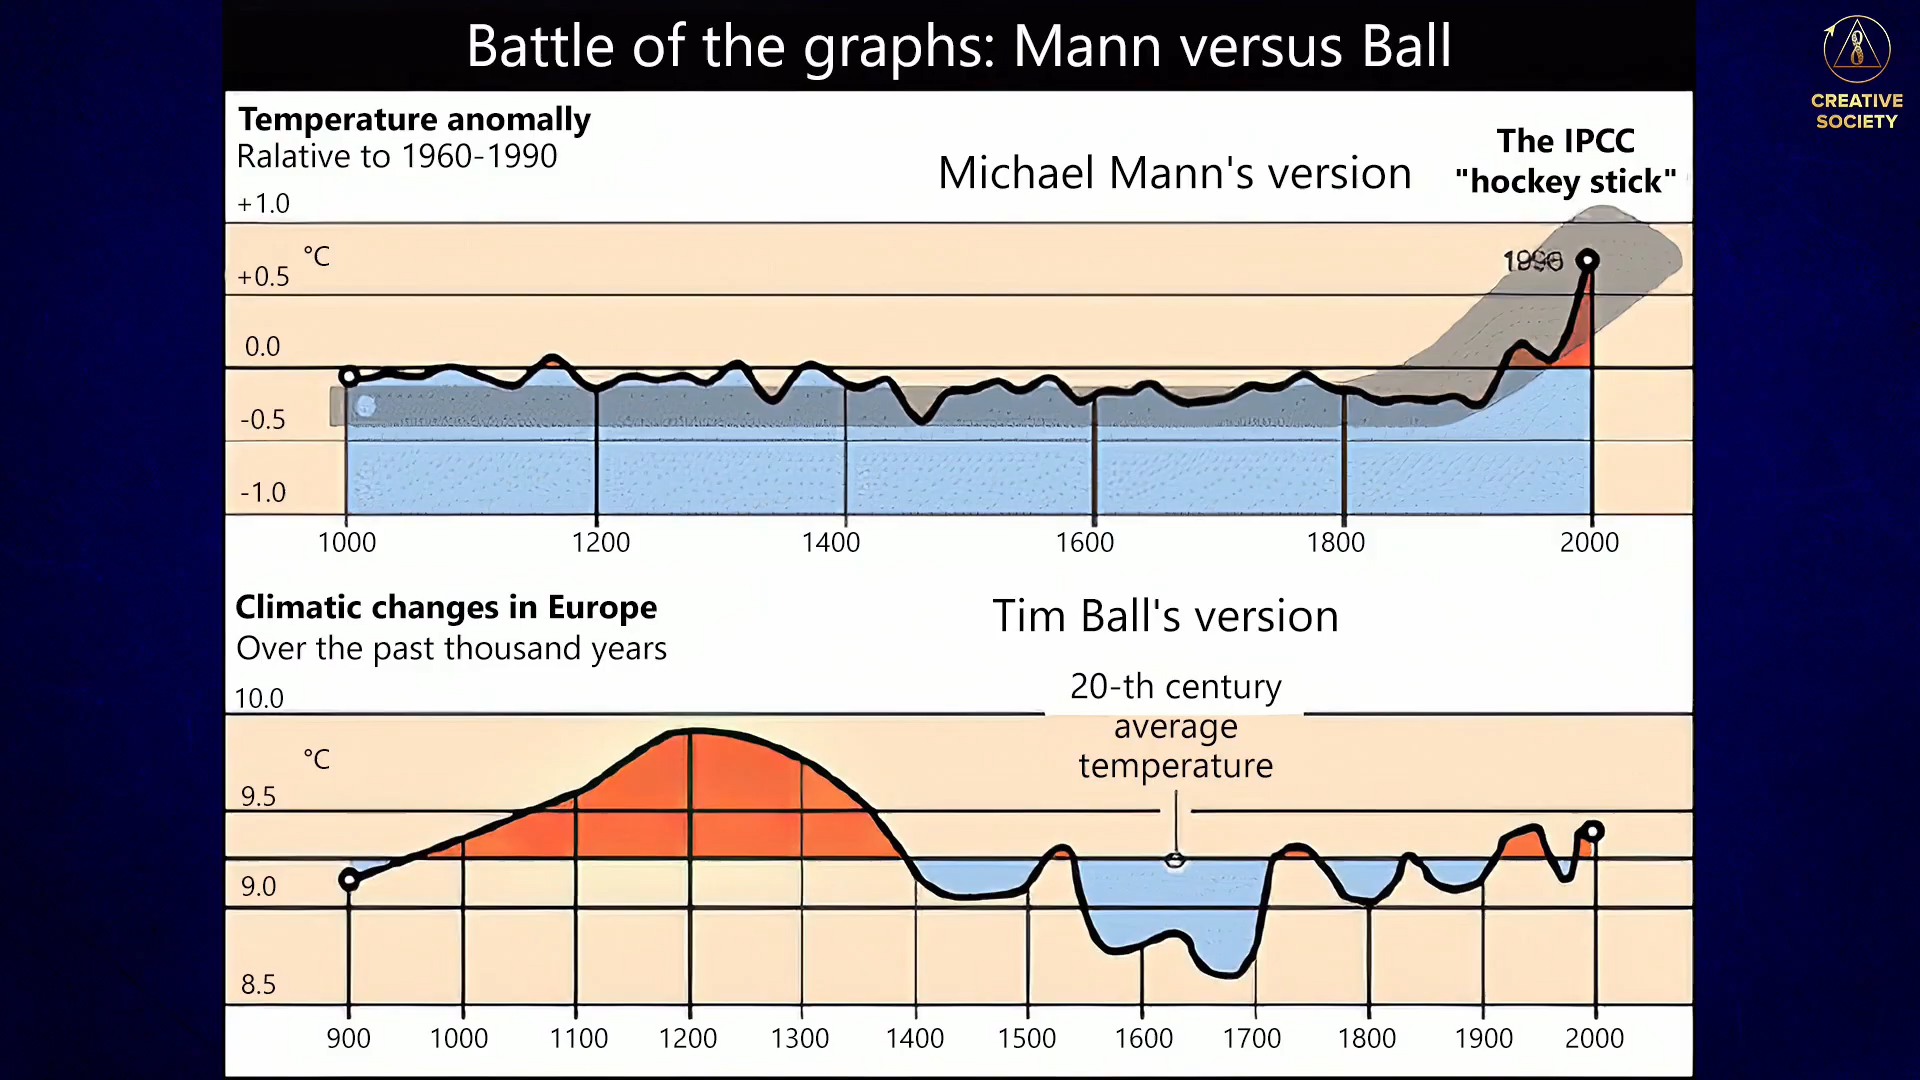 Battle of the graphs: Mann versus Ball
CREATIVE
SOCIETY
Temperature anomally
Ralative to 1960-1990
Michael Mann's version
The IPCC
"hockey stick"
+1.0
°C
+0.5
0.0
-0.5
-1.0
1000 1200 1400 1600 1800 2000
Climatic changes in Europe
Over the past thousand years
Tim Ball's version
20-th century
average
temperature
10.0
°C
9.5
9.0
8.5
900 1000 1100 1200 1300 1400 1500 1600 1700 1800 1900 2000